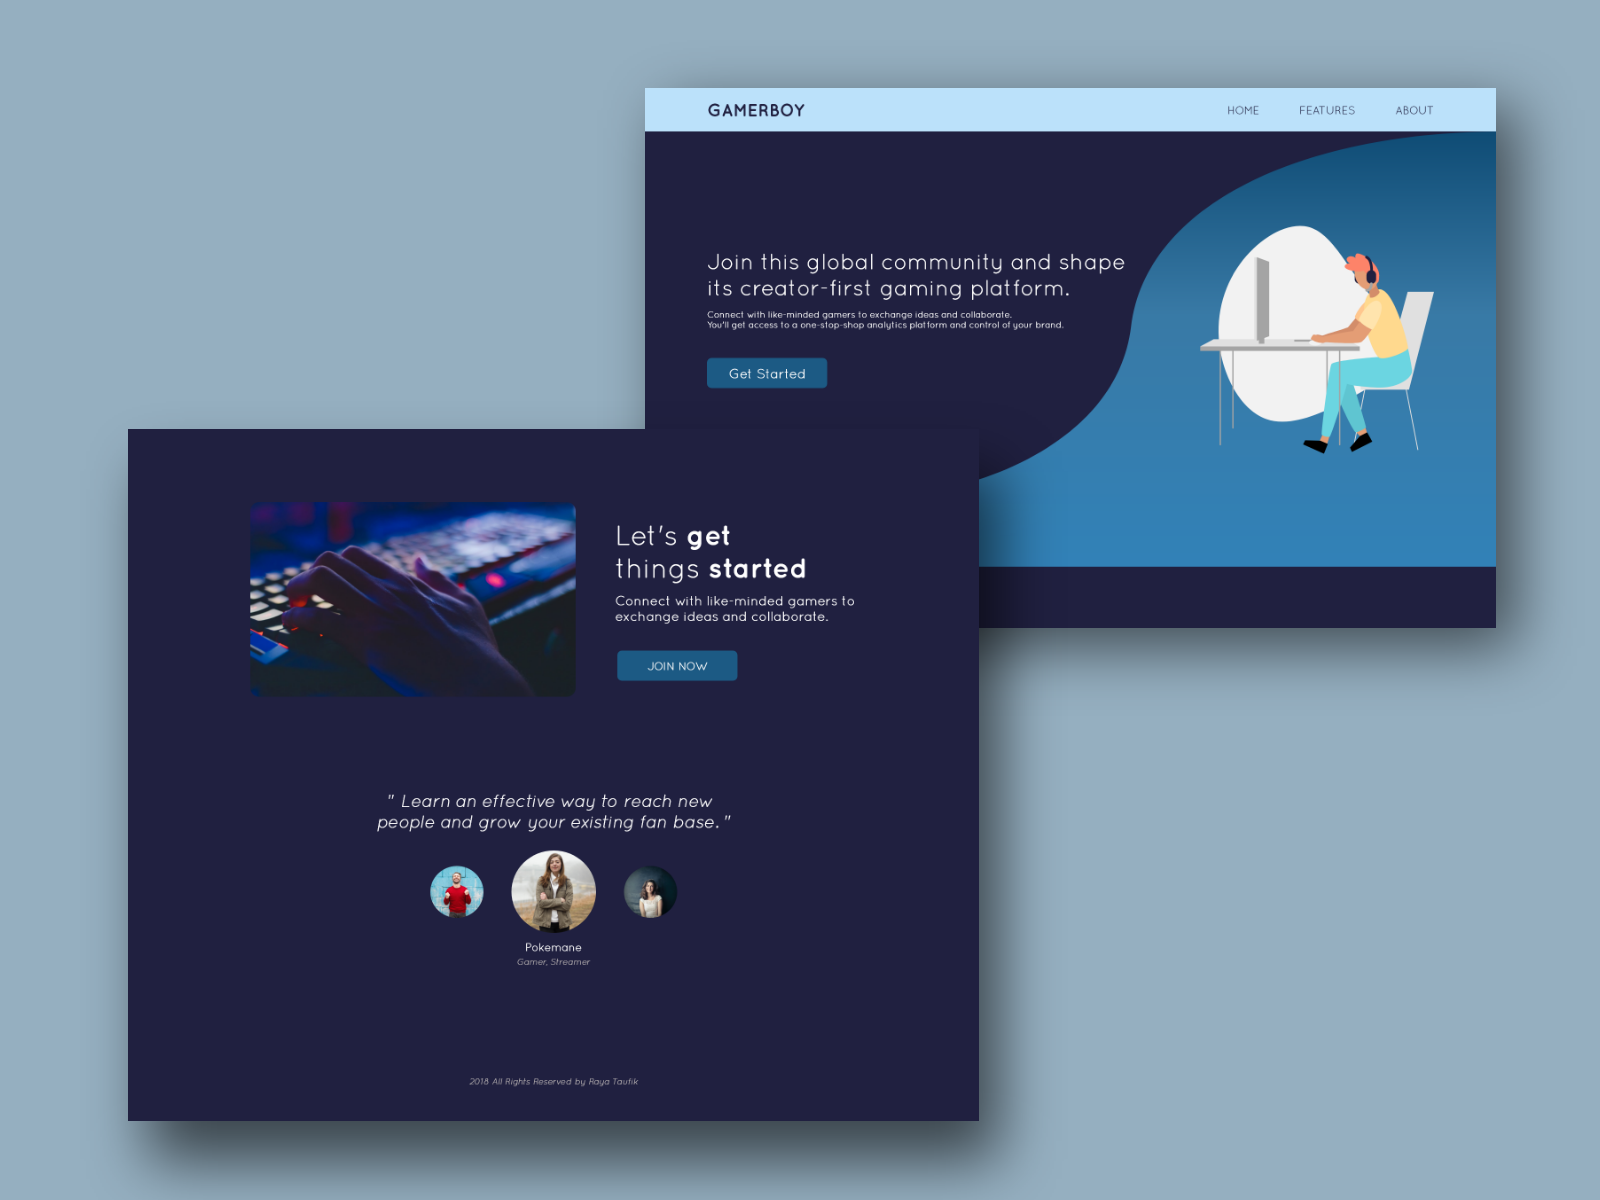 GAMERBOY
HOME FEATURES ABOUT
Join this global community and shape
its creator-first gaming platform.
Connect with like-minded gamers to exchange ideas and collaborate.
You'll get access to a one-stop-shop analytics platform and control of your brand.
Get Started
Let's get
things started
Connect with like-minded gamers to
exchange ideas and collaborate.
JOIN NOW
" Learn an effective way to reach new
people and grow your existing fan base. "
Pokemane
Gamer, Streamer
2018 All Rights Reserved by Raya Taufik